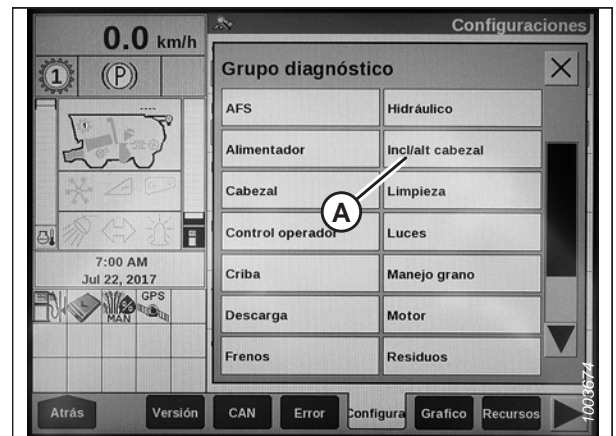 Configuraciones
0.0 km/h
1
(P)
Grupo diagnóstico
AFS
Hidráulico
Alimentador
Incl/alt cabezal
Cabezal
Limpieza
A
Control operador
Luces
Criba
Manejo grano
Descarga
Motor
Frenos
Residuos
7:00 AM
Jul 22, 2017
GPS
MAN
Atrás
Versión
CAN
Error
Configura
Grafico
Recursos
1003674